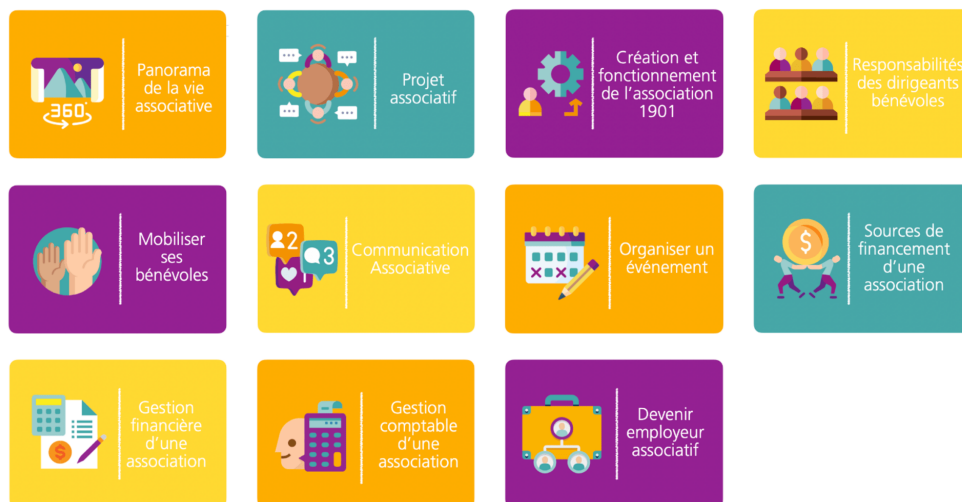 360°
Panorama
de la vie
associative
Projet
associatif
Création et
fonctionnement
de l'association
1901
Responsabilités
des dirigeants
bénévoles
Mobiliser
ses
bénévoles
2
3
Communication
Associative
Organiser un
événement
$
Sources de
financement
d'une
association
$
Gestion
financière
d'une
association
Gestion
comptable
d'une
association
Devenir
employeur
associatif